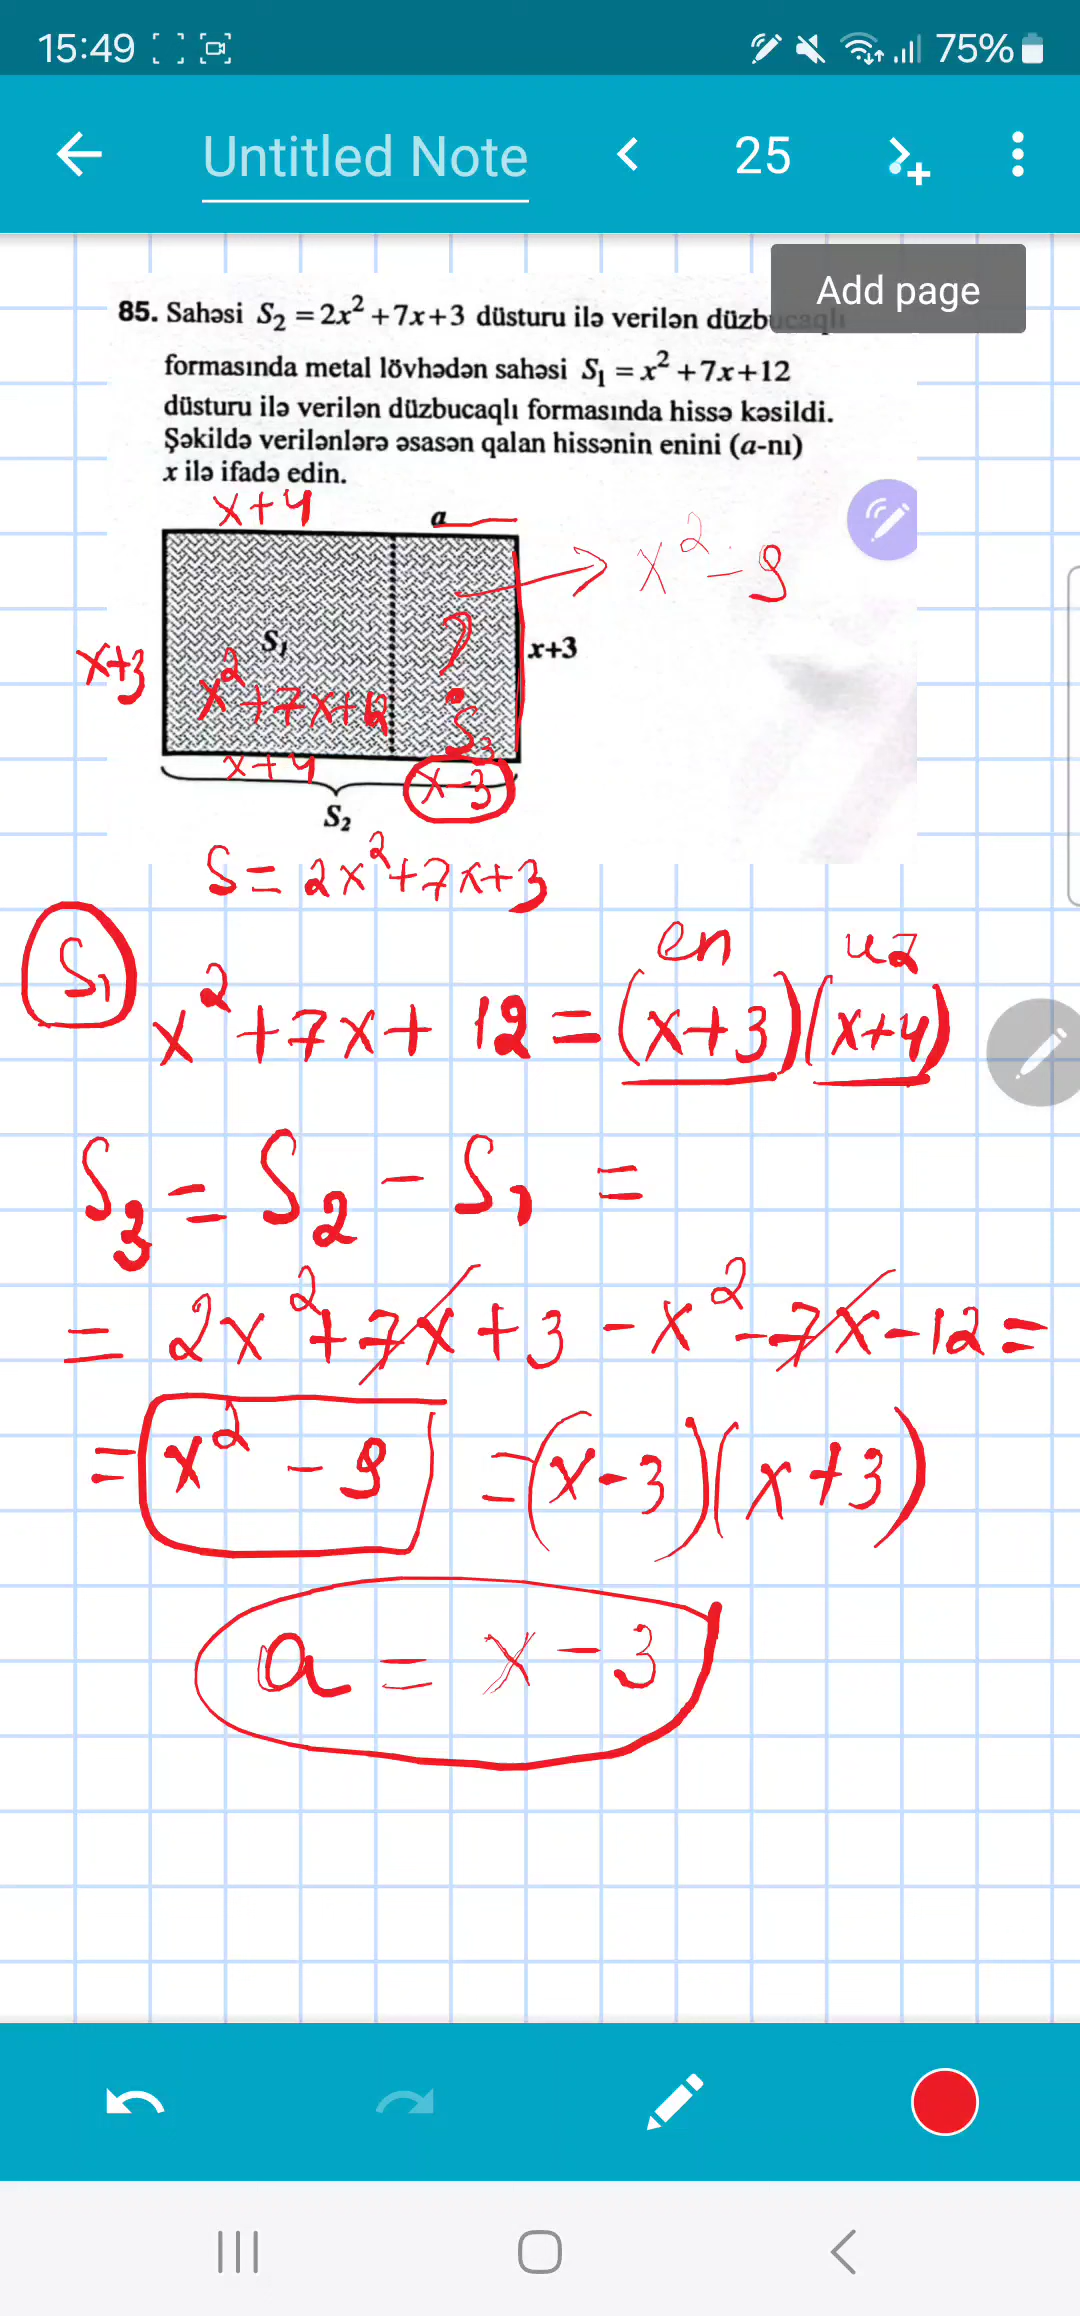 15:49 75%
Untitled Note 25
Add page
85. Sahəsi S₂ = 2x² + 7x + 3 düsturu ilə verilən düzbucaqlı
formasında metal lövhədən sahəsi S₁ = x² + 7x + 12
düsturu ilə verilən düzbucaqlı formasında hissə kəsildi.
Şəkildə verilənlərə əsasən qalan hissənin enini (a-nı)
x ilə ifadə edin.
x+4 a
x² - 9
S₁ ? x+3
x+3
x²+7x+12 S₃
x+4 x-3
S₂
S = 2x²+7x+3
en uz
S₁ x²+7x+12=(x+3)(x+4)
S₃ = S₂ - S₁ =
= 2x²+7x+3-x²-7x-12=
= x² - 9 =(x-3)(x+3)
a = x-3